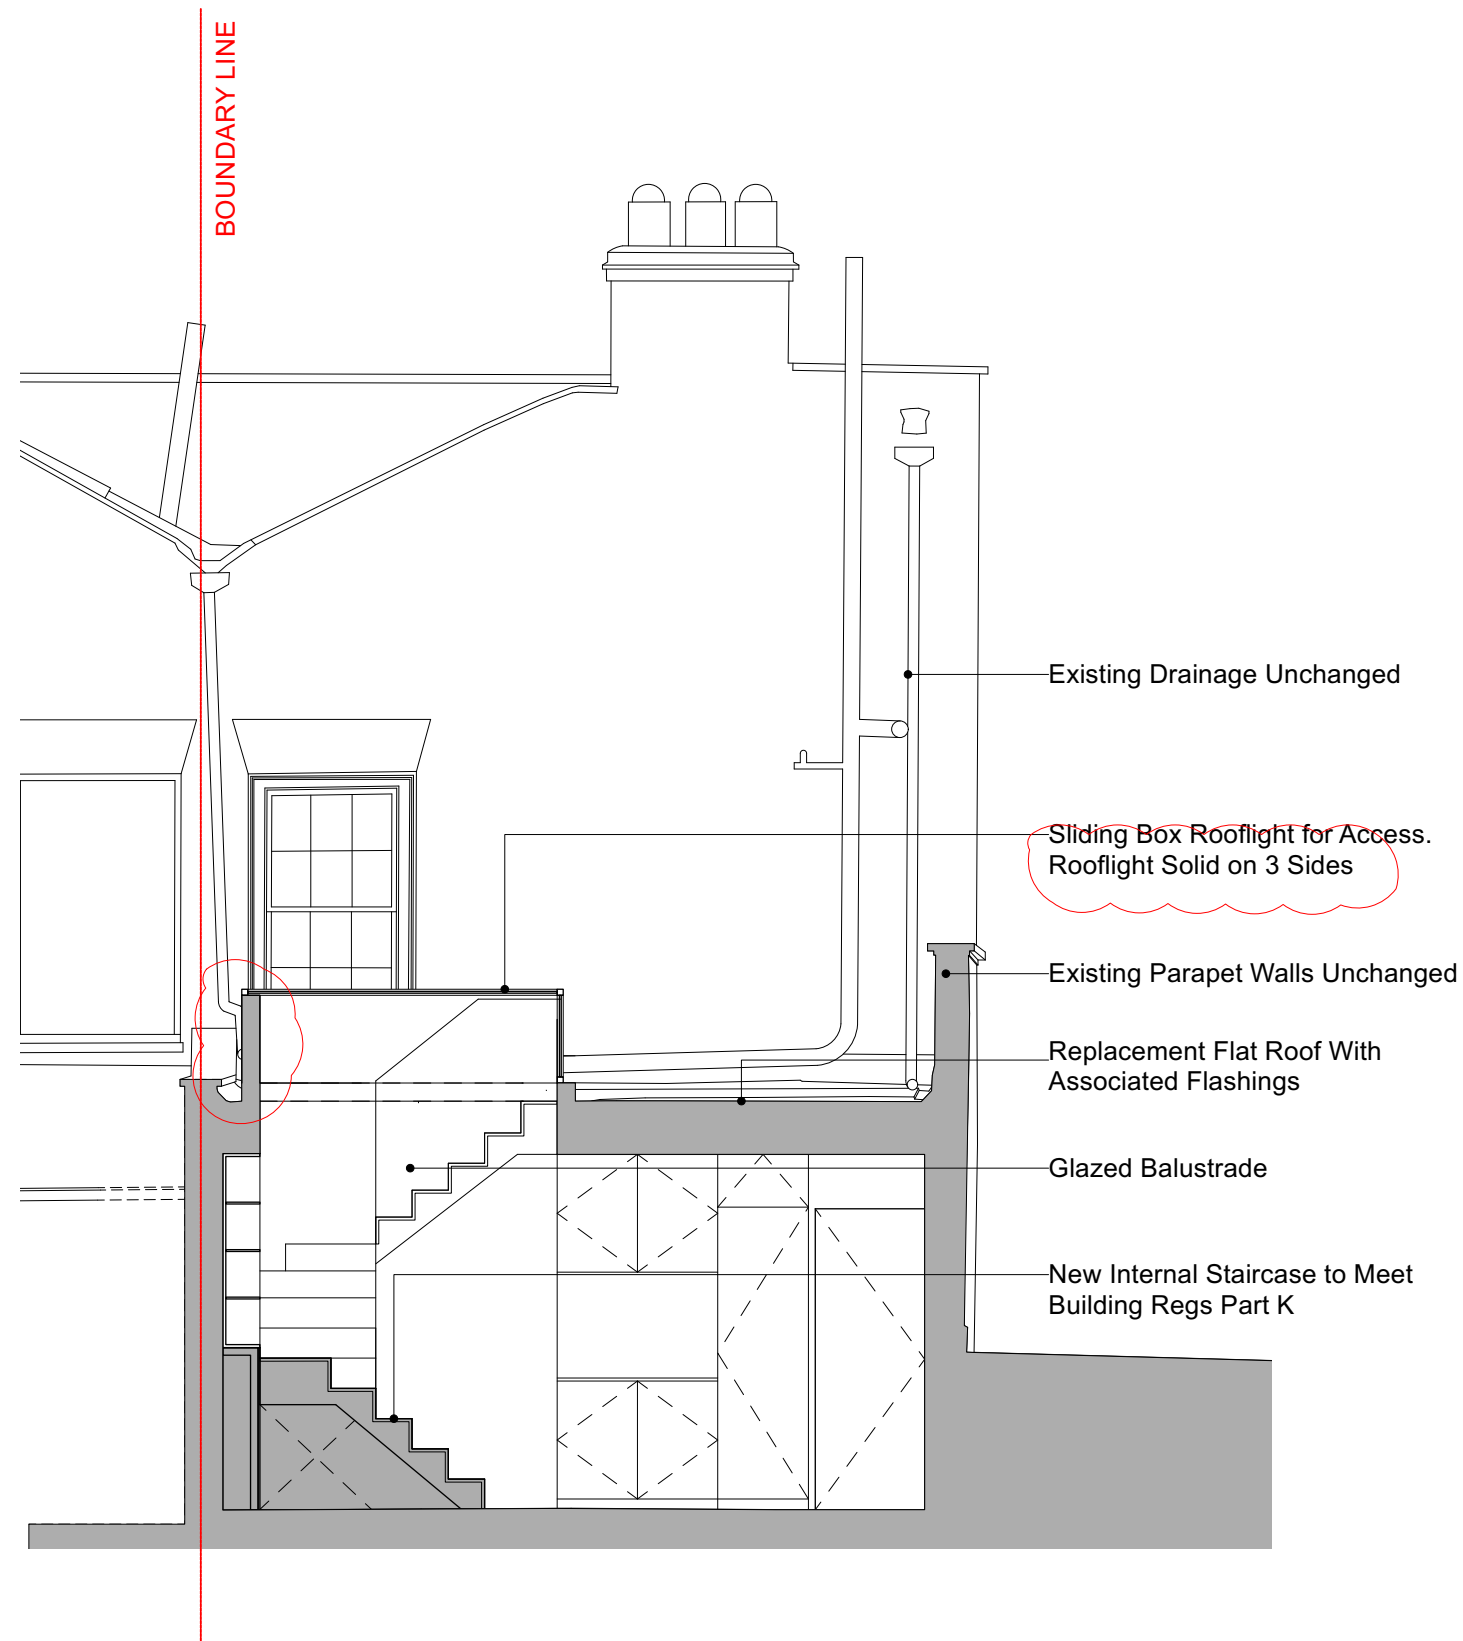 BOUNDARY LINE
Existing Drainage Unchanged
Sliding Box Rooflight for Access.
Rooflight Solid on 3 Sides
Existing Parapet Walls Unchanged
Replacement Flat Roof With
Associated Flashings
Glazed Balustrade
New Internal Staircase to Meet
Building Regs Part K